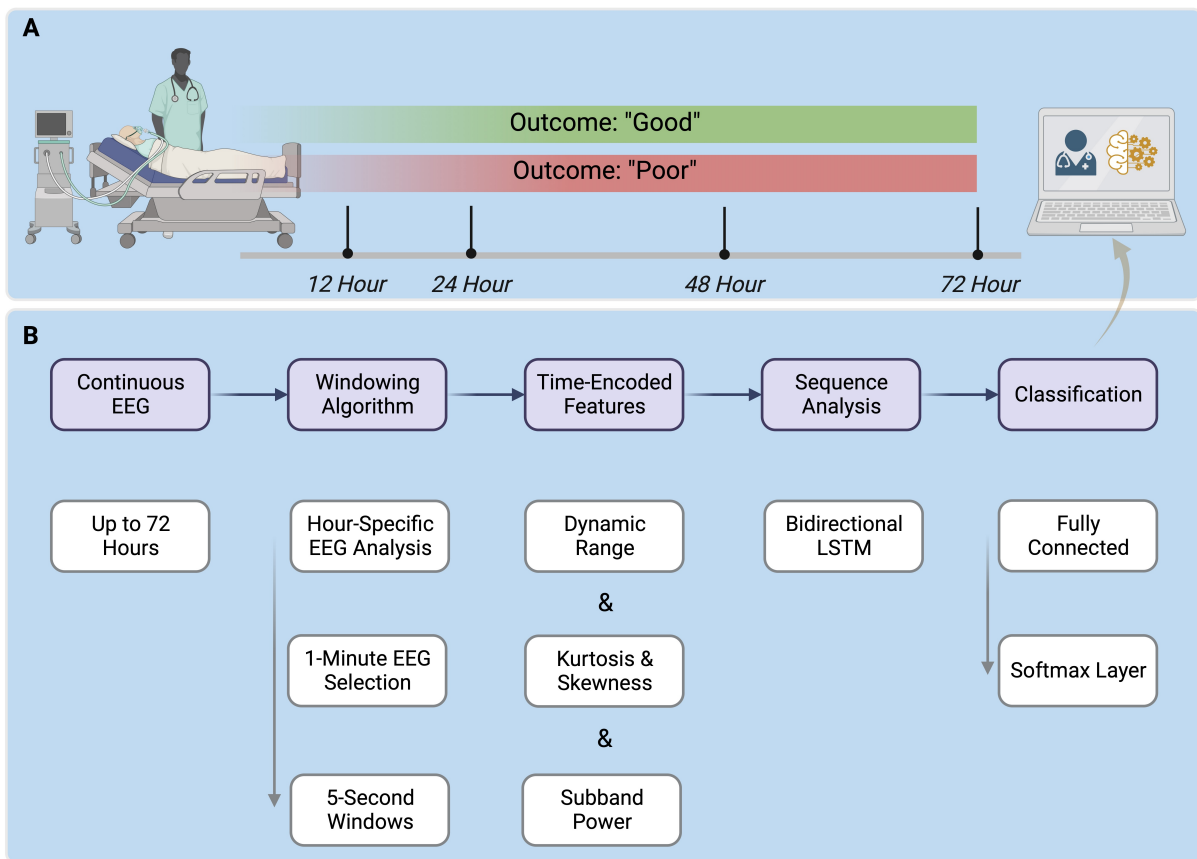 A
Outcome: "Good"
Outcome: "Poor"
12 Hour
24 Hour
48 Hour
72 Hour
B
Continuous
EEG
Windowing
Algorithm
Time-Encoded
Features
Sequence
Analysis
Classification
Up to 72
Hours
Hour-Specific
EEG Analysis
1-Minute EEG
Selection
5-Second
Windows
Dynamic
Range
&
Kurtosis &
Skewness
&
Subband
Power
Bidirectional
LSTM
Fully
Connected
Softmax Layer